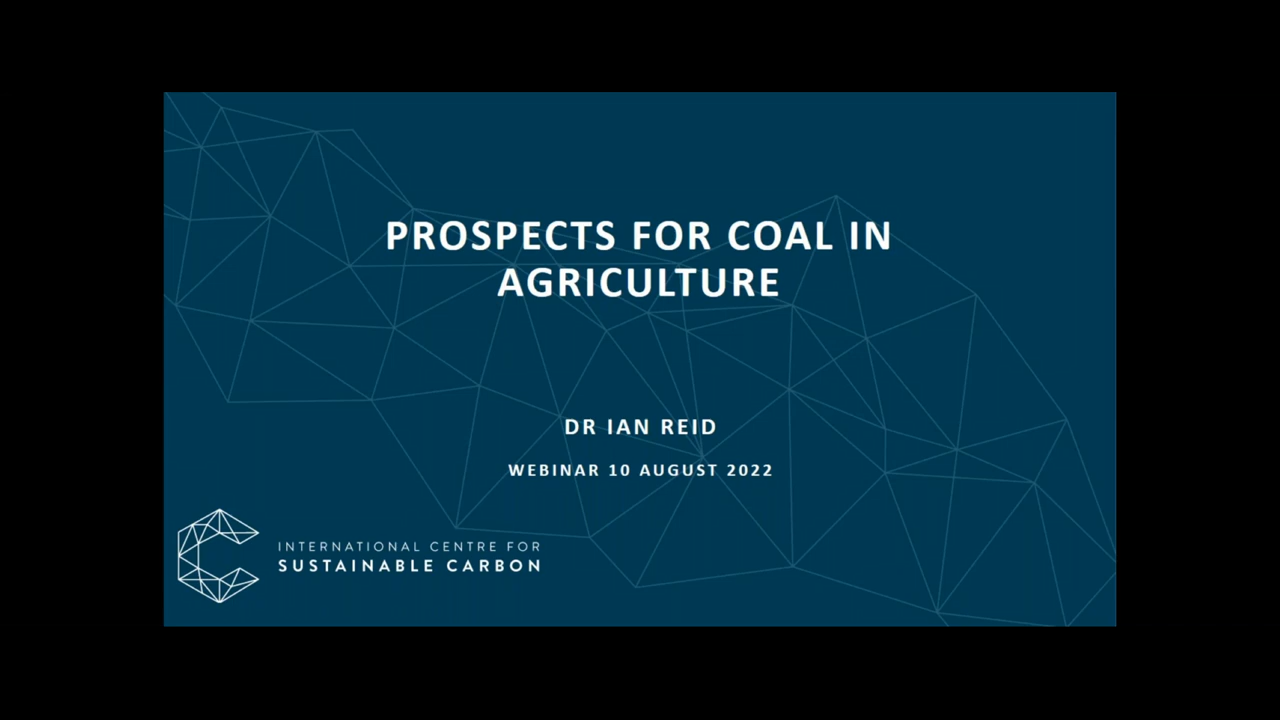 PROSPECTS FOR COAL IN
AGRICULTURE
DR IAN REID
WEBINAR 10 AUGUST 2022
INTERNATIONAL CENTRE FOR
SUSTAINABLE CARBON